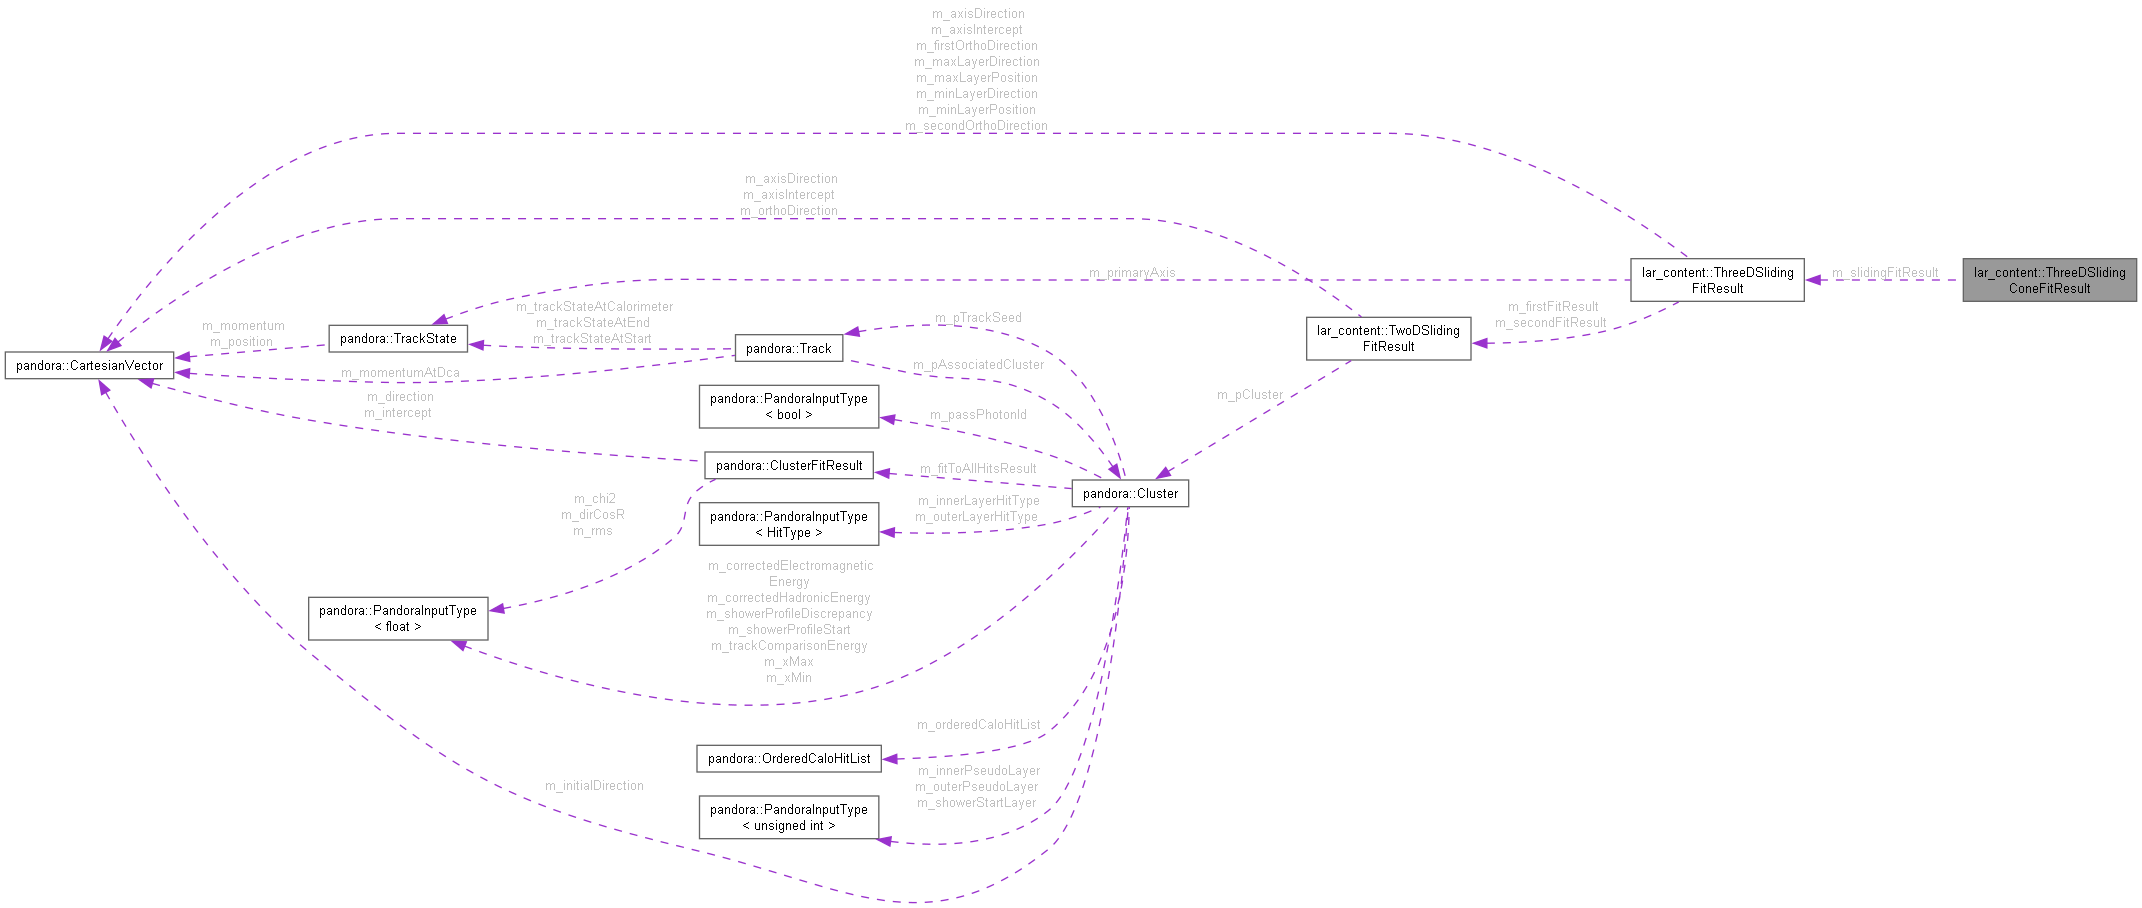 m_axisDirection
m_axisIntercept
m_firstOrthoDirection
m_maxLayerDirection
m_maxLayerPosition
m_minLayerDirection
m_minLayerPosition
m_secondOrthoDirection
m_axisDirection
m_axisIntercept
m_orthoDirection
m_primaryAxis
lar_content::ThreeDSliding
FitResult
m_slidingFitResult
lar_content::ThreeDSliding
ConeFitResult
m_firstFitResult
m_secondFitResult
lar_content::TwoDSliding
FitResult
m_trackStateAtCalorimeter
m_trackStateAtEnd
m_trackStateAtStart
m_pTrackSeed
m_momentum
m_position
pandora::TrackState
pandora::Track
pandora::CartesianVector
m_momentumAtDca
m_pAssociatedCluster
m_direction
m_intercept
pandora::PandoraInputType
< bool >
m_passPhotonId
m_pCluster
pandora::ClusterFitResult
m_fitToAllHitsResult
pandora::Cluster
m_chi2
m_dirCosR
m_rms
pandora::PandoraInputType
< HitType >
m_innerLayerHitType
m_outerLayerHitType
m_correctedElectromagnetic
Energy
m_correctedHadronicEnergy
m_showerProfileDiscrepancy
m_showerProfileStart
m_trackComparisonEnergy
m_xMax
m_xMin
pandora::PandoraInputType
< float >
m_orderedCaloHitList
pandora::OrderedCaloHitList
m_innerPseudoLayer
m_outerPseudoLayer
m_showerStartLayer
m_initialDirection
pandora::PandoraInputType
< unsigned int >